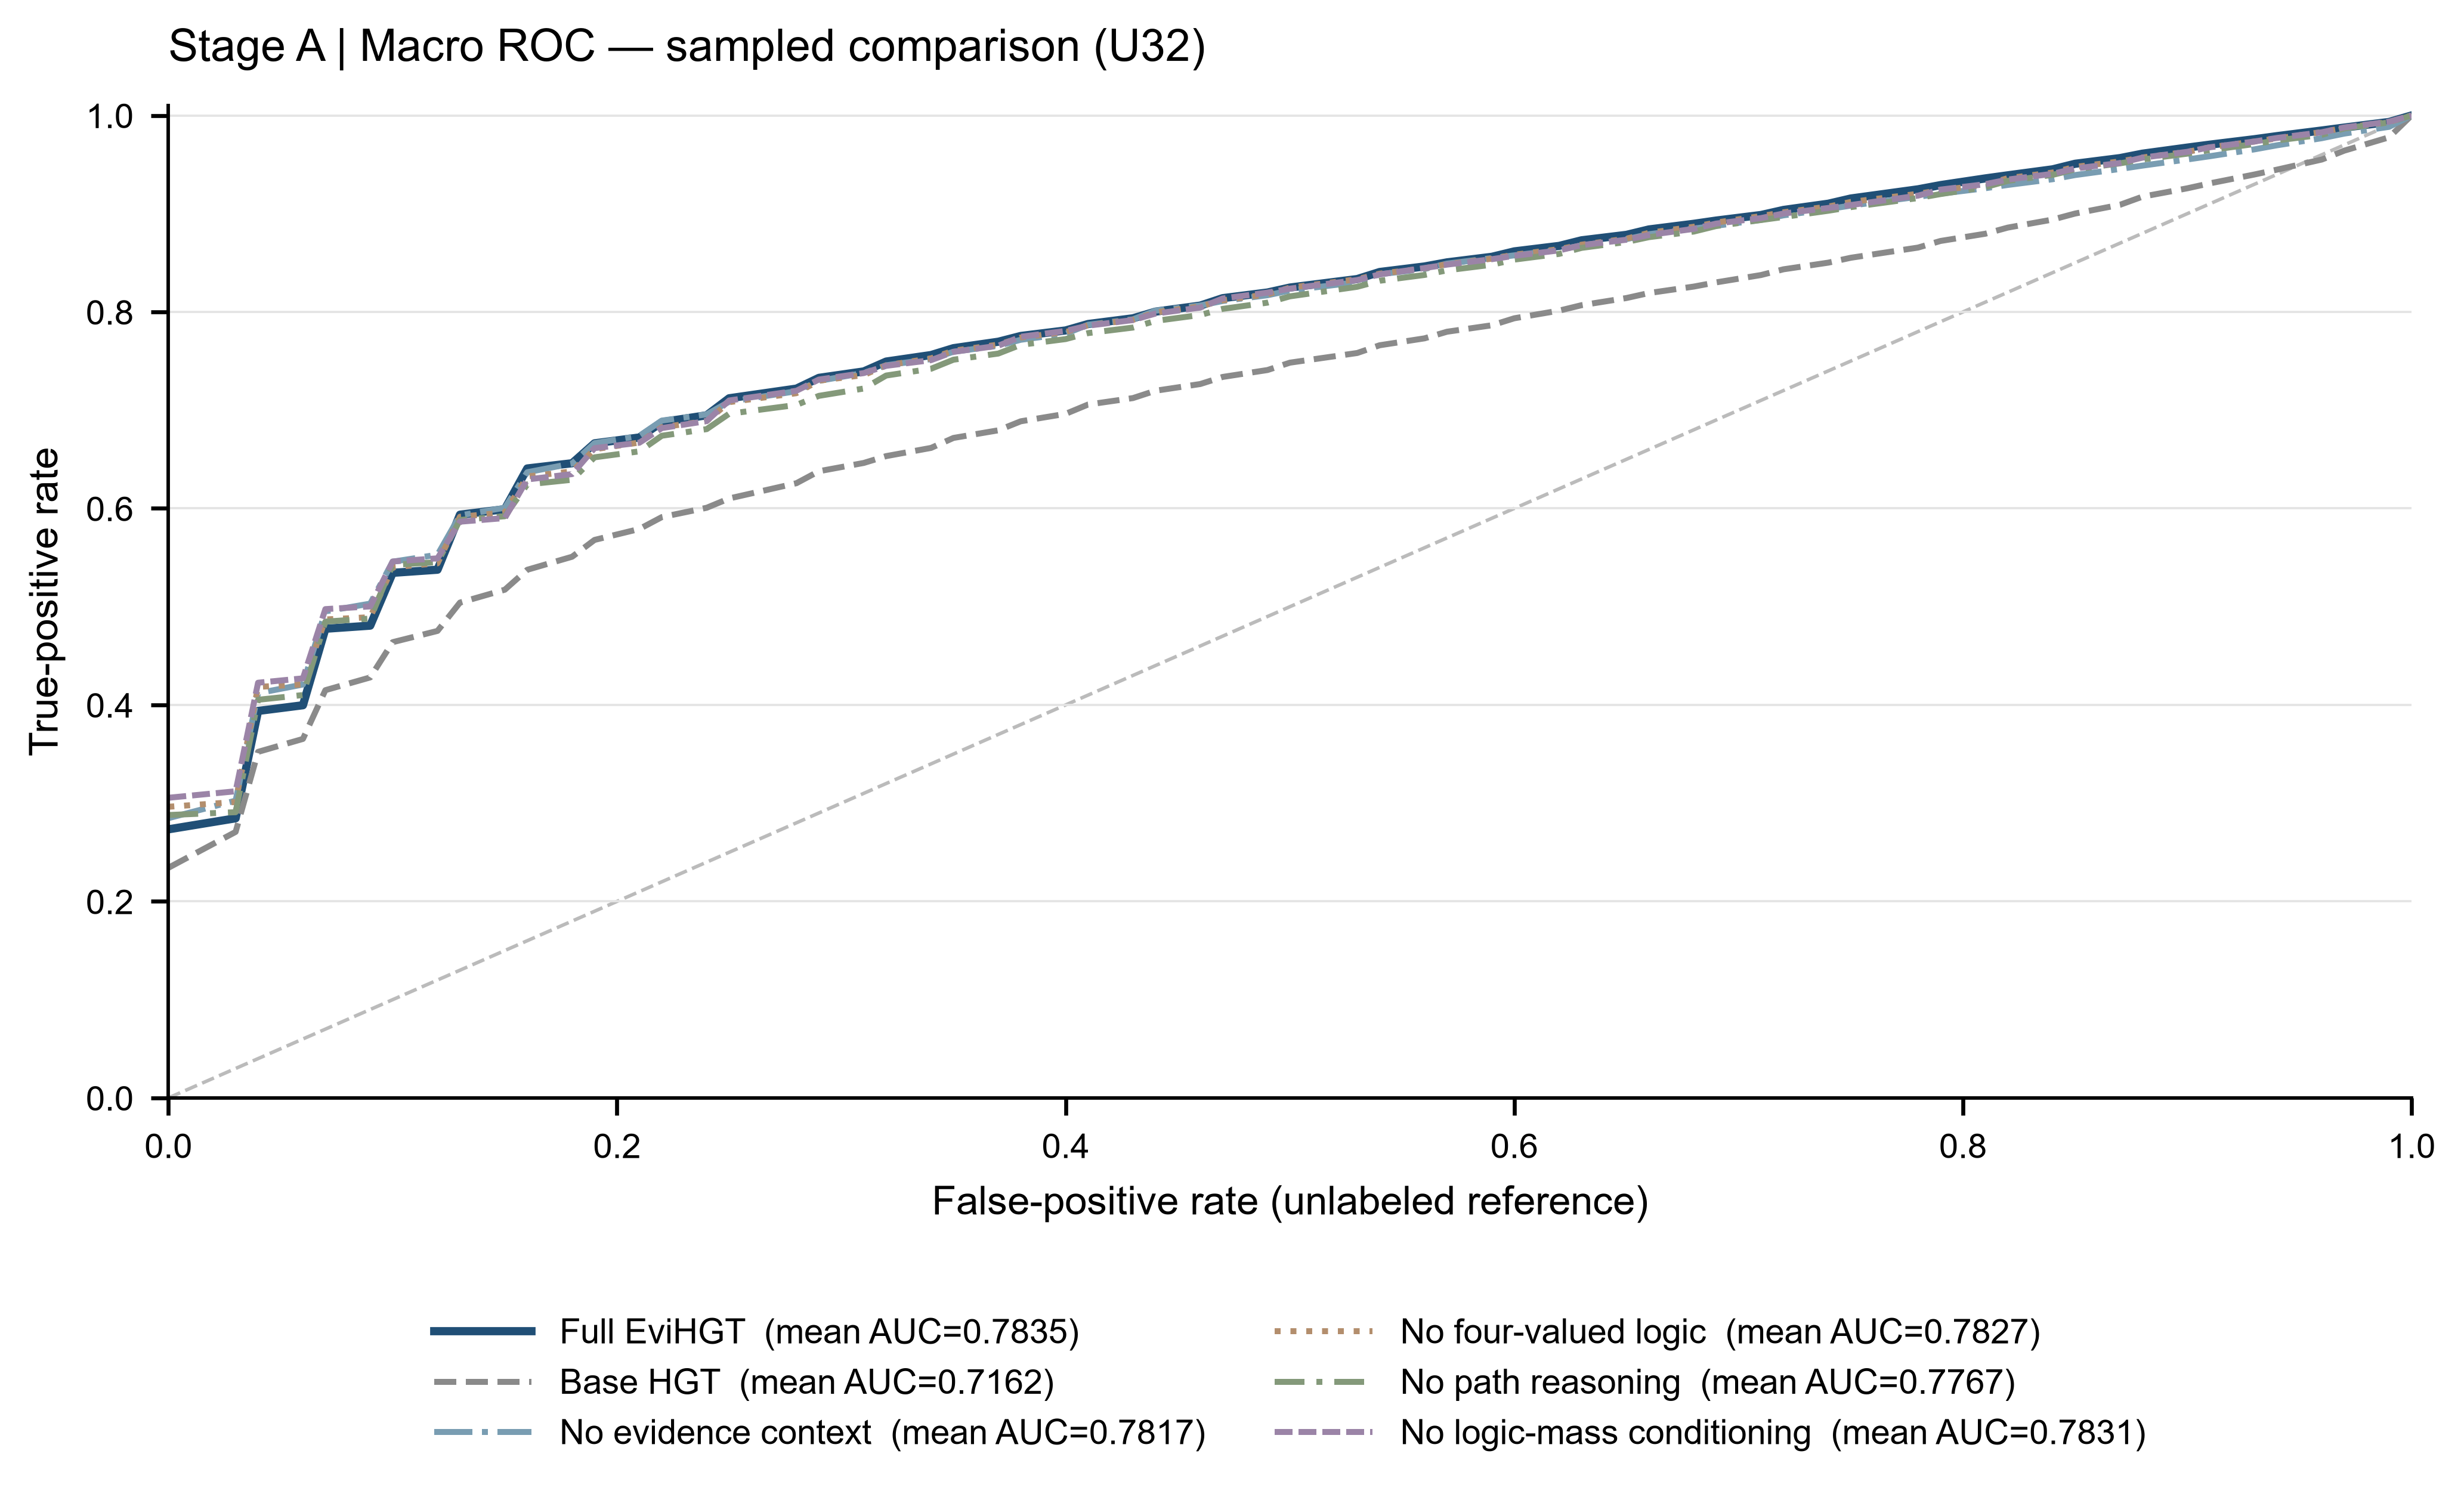 Stage A | Macro ROC — sampled comparison (U32)
1.0
0.8
0.6
0.4
0.2
0.0
True-positive rate
0.0 0.2 0.4 0.6 0.8 1.0
False-positive rate (unlabeled reference)
Full EviHGT (mean AUC=0.7835)
Base HGT (mean AUC=0.7162)
No evidence context (mean AUC=0.7817)
No four-valued logic (mean AUC=0.7827)
No path reasoning (mean AUC=0.7767)
No logic-mass conditioning (mean AUC=0.7831)